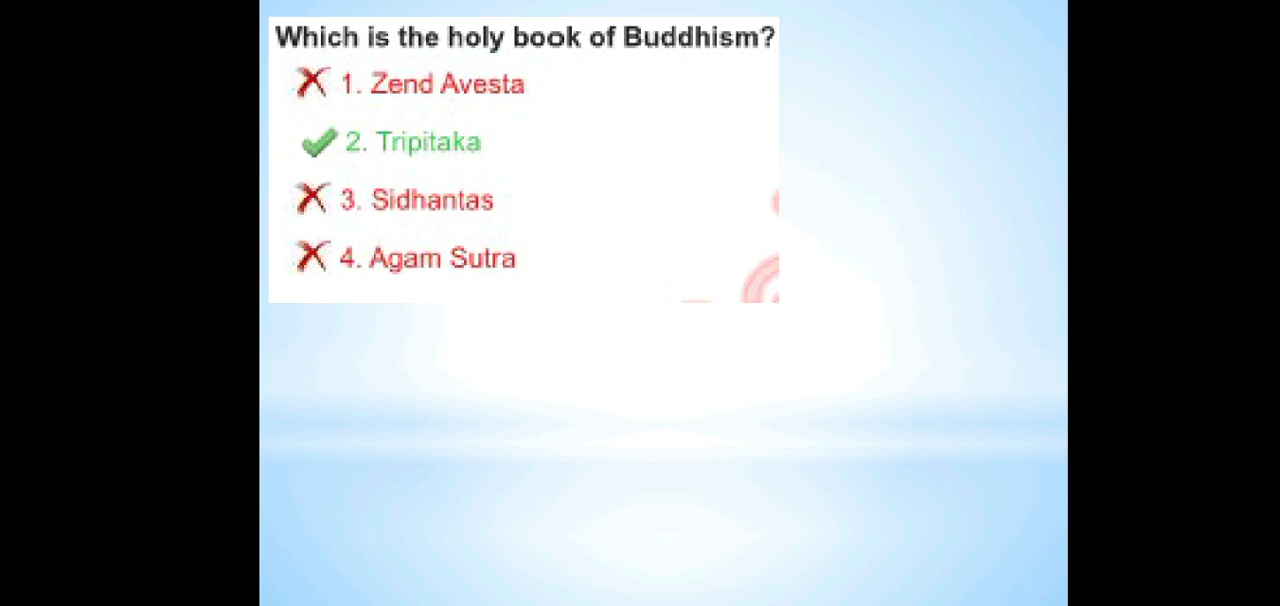 Which is the holy book of Buddhism?
1. Zend Avesta
2. Tripitaka
3. Sidhantas
4. Agam Sutra